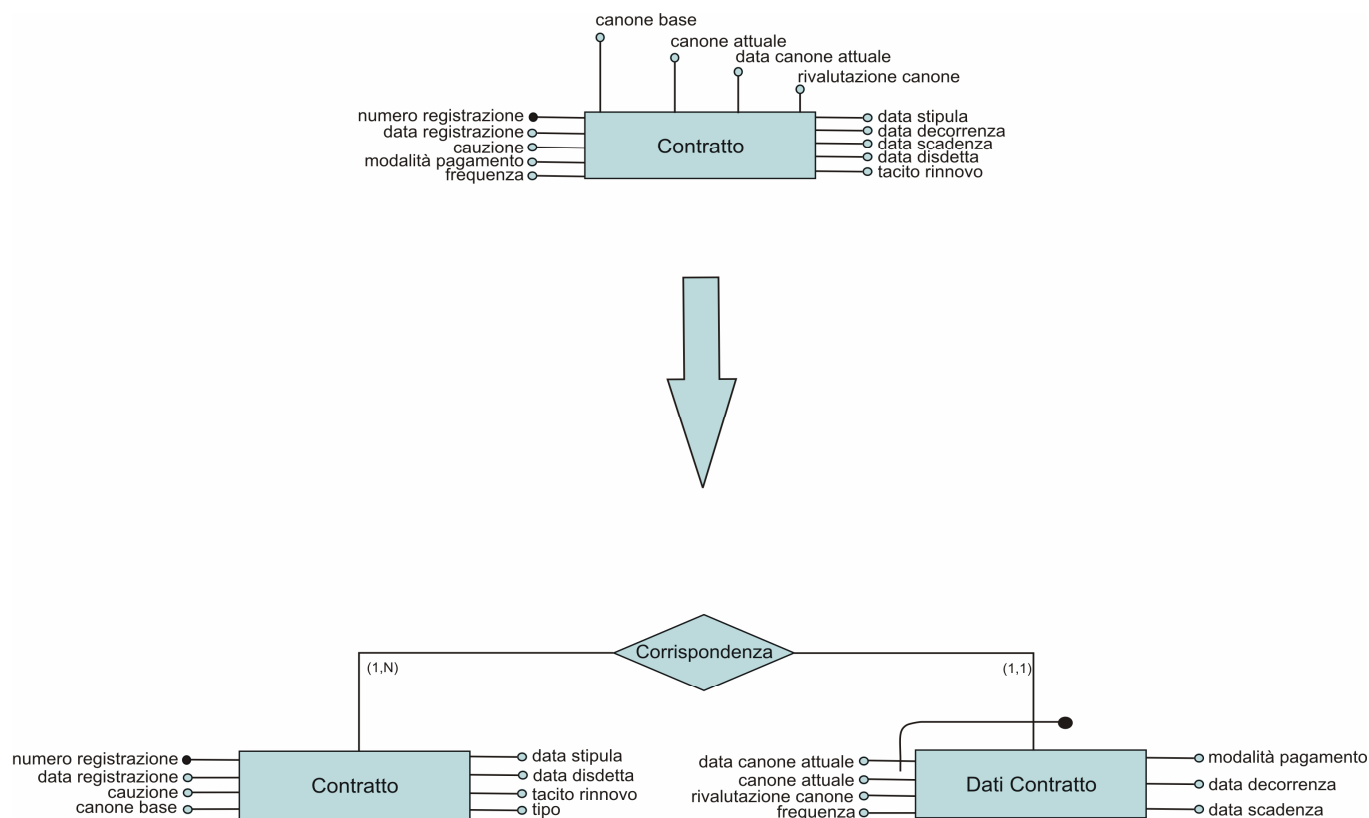 canone base
canone attuale
data canone attuale
rivalutazione canone
numero registrazione
data registrazione
cauzione
modalità pagamento
frequenza
Contratto
data stipula
data decorrenza
data scadenza
data disdetta
tacito rinnovo
Corrispondenza
(1,N)
(1,1)
numero registrazione
data registrazione
cauzione
canone base
Contratto
data stipula
data disdetta
tacito rinnovo
tipo
data canone attuale
canone attuale
rivalutazione canone
frequenza
Dati Contratto
modalità pagamento
data decorrenza
data scadenza